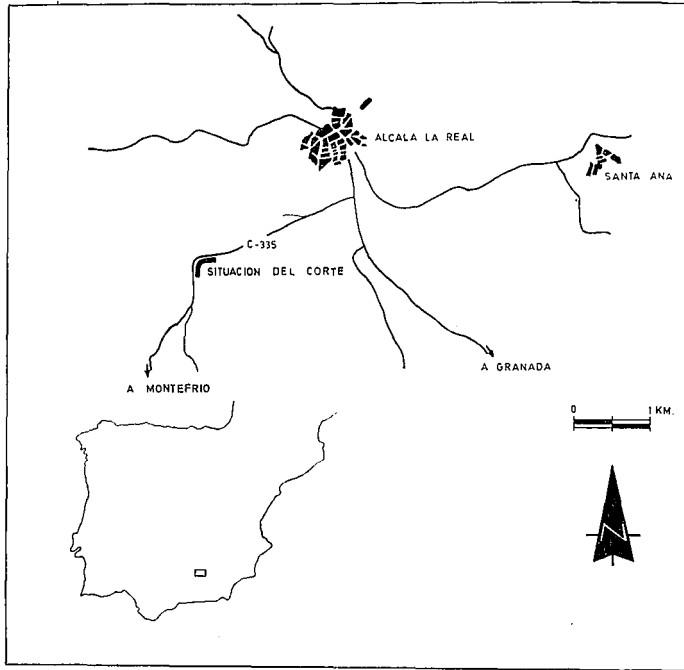 ALCALA LA REAL
SANTA ANA
C-335
SITUACION DEL CORTE
A GRANADA
A MONTEFRIO
0 1 KM.
N